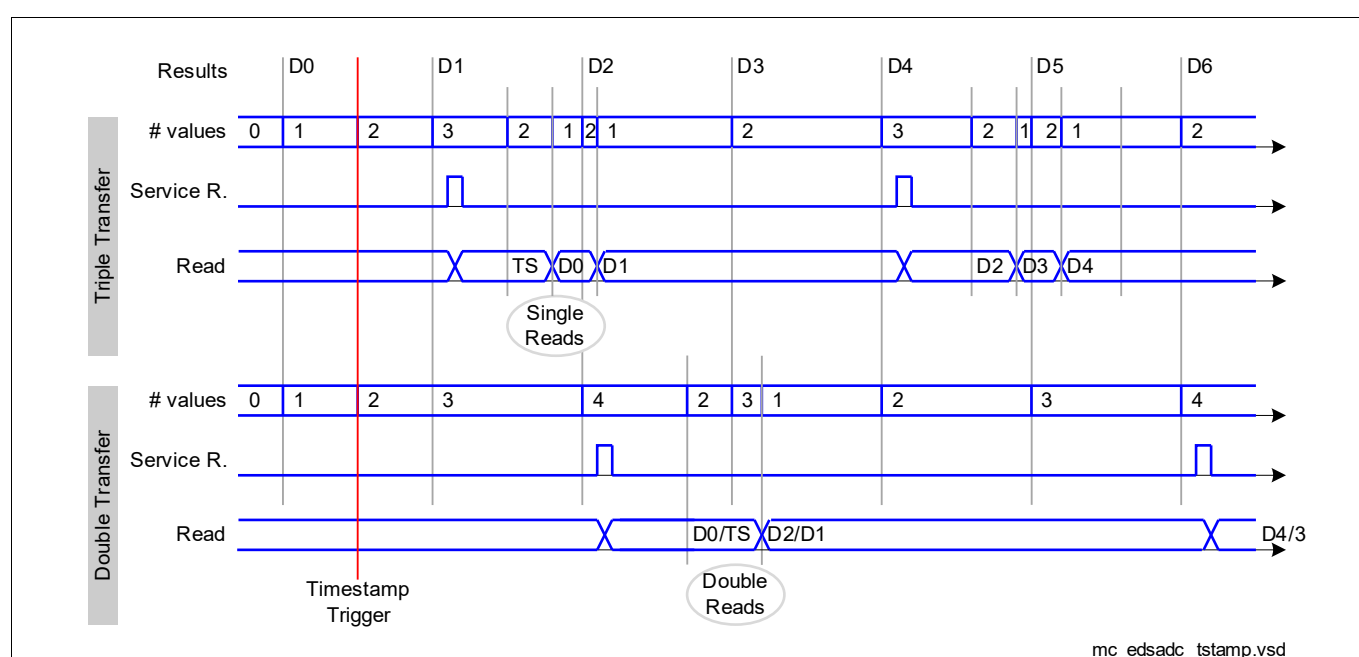 Results D0 D1 D2 D3 D4 D5 D6
Triple Transfer
# values 0 1 2 3 2 1 2 1 2 3 2 1 2 1 2
Service R.
Read TS D0 D1 D2 D3 D4
Single
Reads
Double Transfer
# values 0 1 2 3 4 2 3 1 2 3 4
Service R.
Read D0/TS D2/D1 D4/3
Double
Reads
Timestamp
Trigger
mc_edsadc_tstamp.vsd